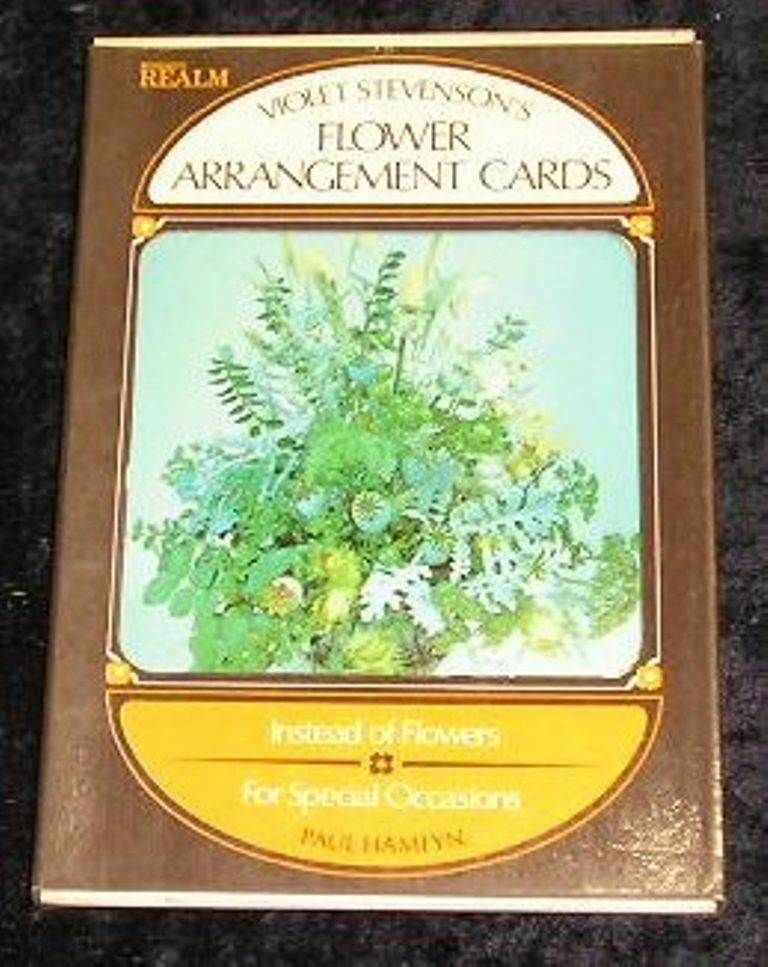 REALM
VIOLET STEVENSON'S
FLOWER
ARRANGEMENT CARDS
Instead of Flowers
For Special Occasions
PAUL HAMLYN